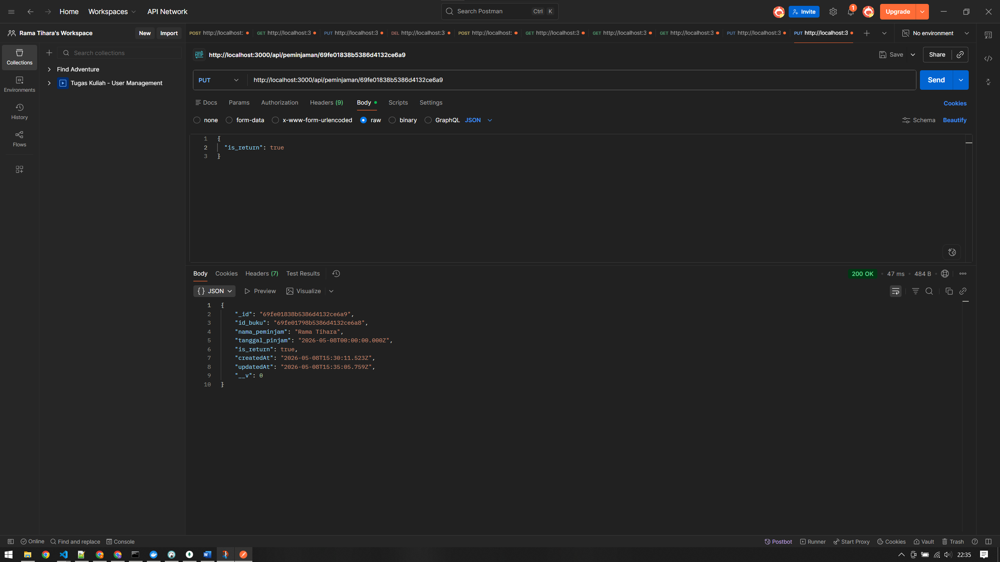 Home Workspaces API Network Search Postman Ctrl K Invite 1 Upgrade
Rama Tihara's Workspace New Import POST http://localhost: GET http://localhost:3 PUT http://localhost:3 DEL http://localhost:3 POST http://localhost: GET http://localhost:3 GET http://localhost:3 GET http://localhost:3 PUT http://localhost:3 PUT http://localhost:3 No environment
Collections
Environments
History
Flows
Search collections
Find Adventure
Tugas Kuliah - User Management
HTTP http://localhost:3000/api/peminjaman/69fe01838b5386d4132ce6a9 Save Share
PUT http://localhost:3000/api/peminjaman/69fe01838b5386d4132ce6a9 Send
Docs Params Authorization Headers (9) Body Scripts Settings Cookies
none form-data x-www-form-urlencoded raw binary GraphQL JSON Schema Beautify
1 {
2 "is_return": true
3 }
Body Cookies Headers (7) Test Results 200 OK • 47 ms • 484 B
{} JSON Preview Visualize
1 {
2 "_id": "69fe01838b5386d4132ce6a9",
3 "id_buku": "69fe01798b5386d4132ce6a8",
4 "nama_peminjam": "Rama Tihara",
5 "tanggal_pinjam": "2026-05-08T00:00:00.000Z",
6 "is_return": true,
7 "createdAt": "2026-05-08T15:30:11.523Z",
8 "updatedAt": "2026-05-08T15:35:05.759Z",
9 "__v": 0
10 }
Online Find and replace Console Postbot Runner Start Proxy Cookies Vault Trash
22:35